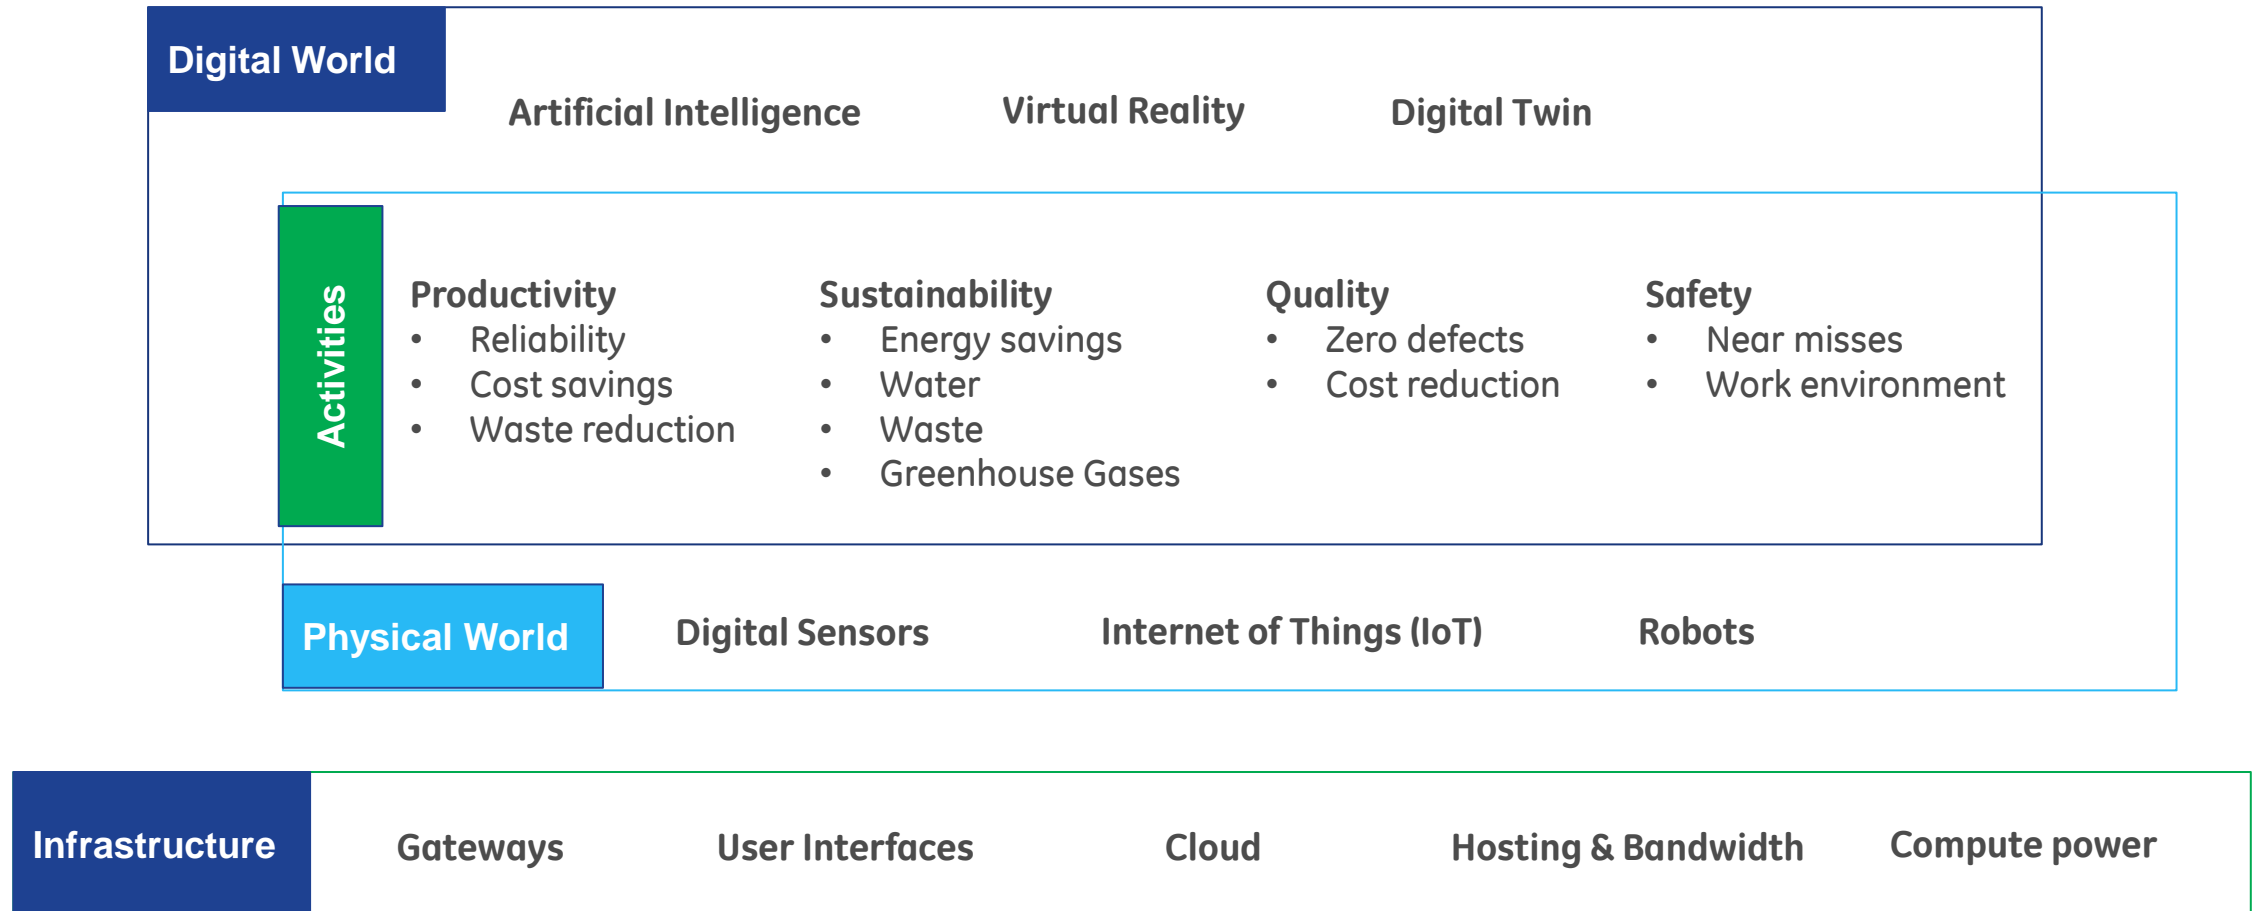 Digital World
Artificial Intelligence
Virtual Reality
Digital Twin
Activities
Productivity
• Reliability
• Cost savings
• Waste reduction
Sustainability
• Energy savings
• Water
• Waste
• Greenhouse Gases
Quality
• Zero defects
• Cost reduction
Safety
• Near misses
• Work environment
Physical World
Digital Sensors
Internet of Things (IoT)
Robots
Infrastructure
Gateways
User Interfaces
Cloud
Hosting & Bandwidth
Compute power